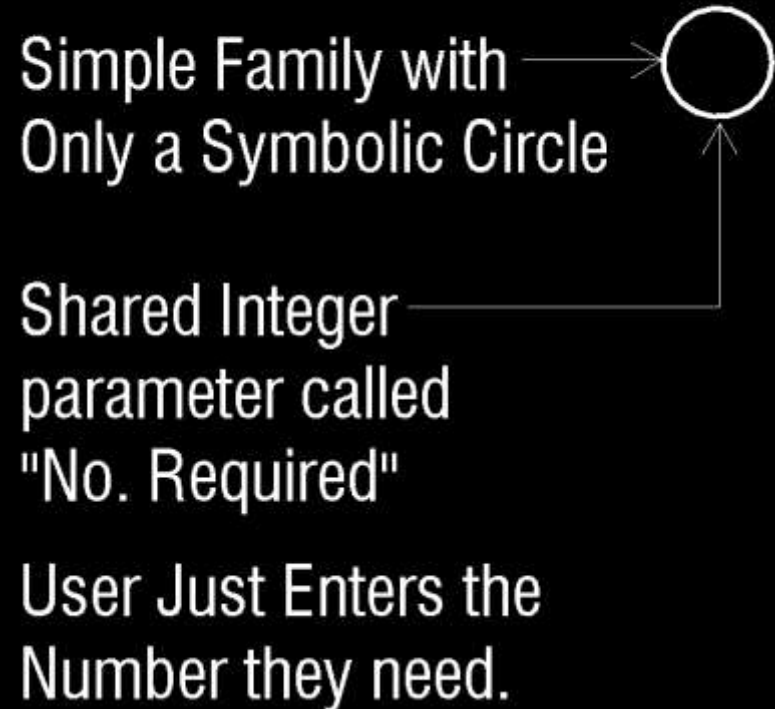 Simple Family with
Only a Symbolic Circle
Shared Integer
parameter called
"No. Required"
User Just Enters the
Number they need.